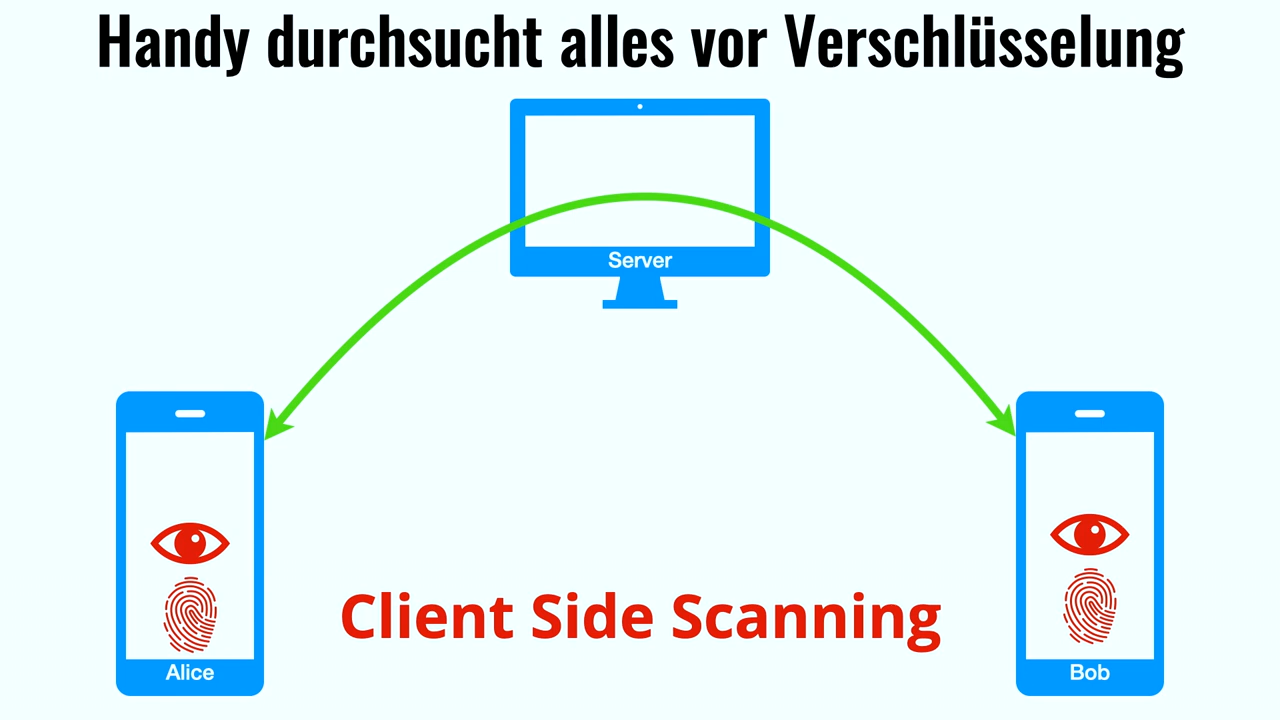 Handy durchsucht alles vor Verschlüsselung
Server
Client Side Scanning
Alice
Bob